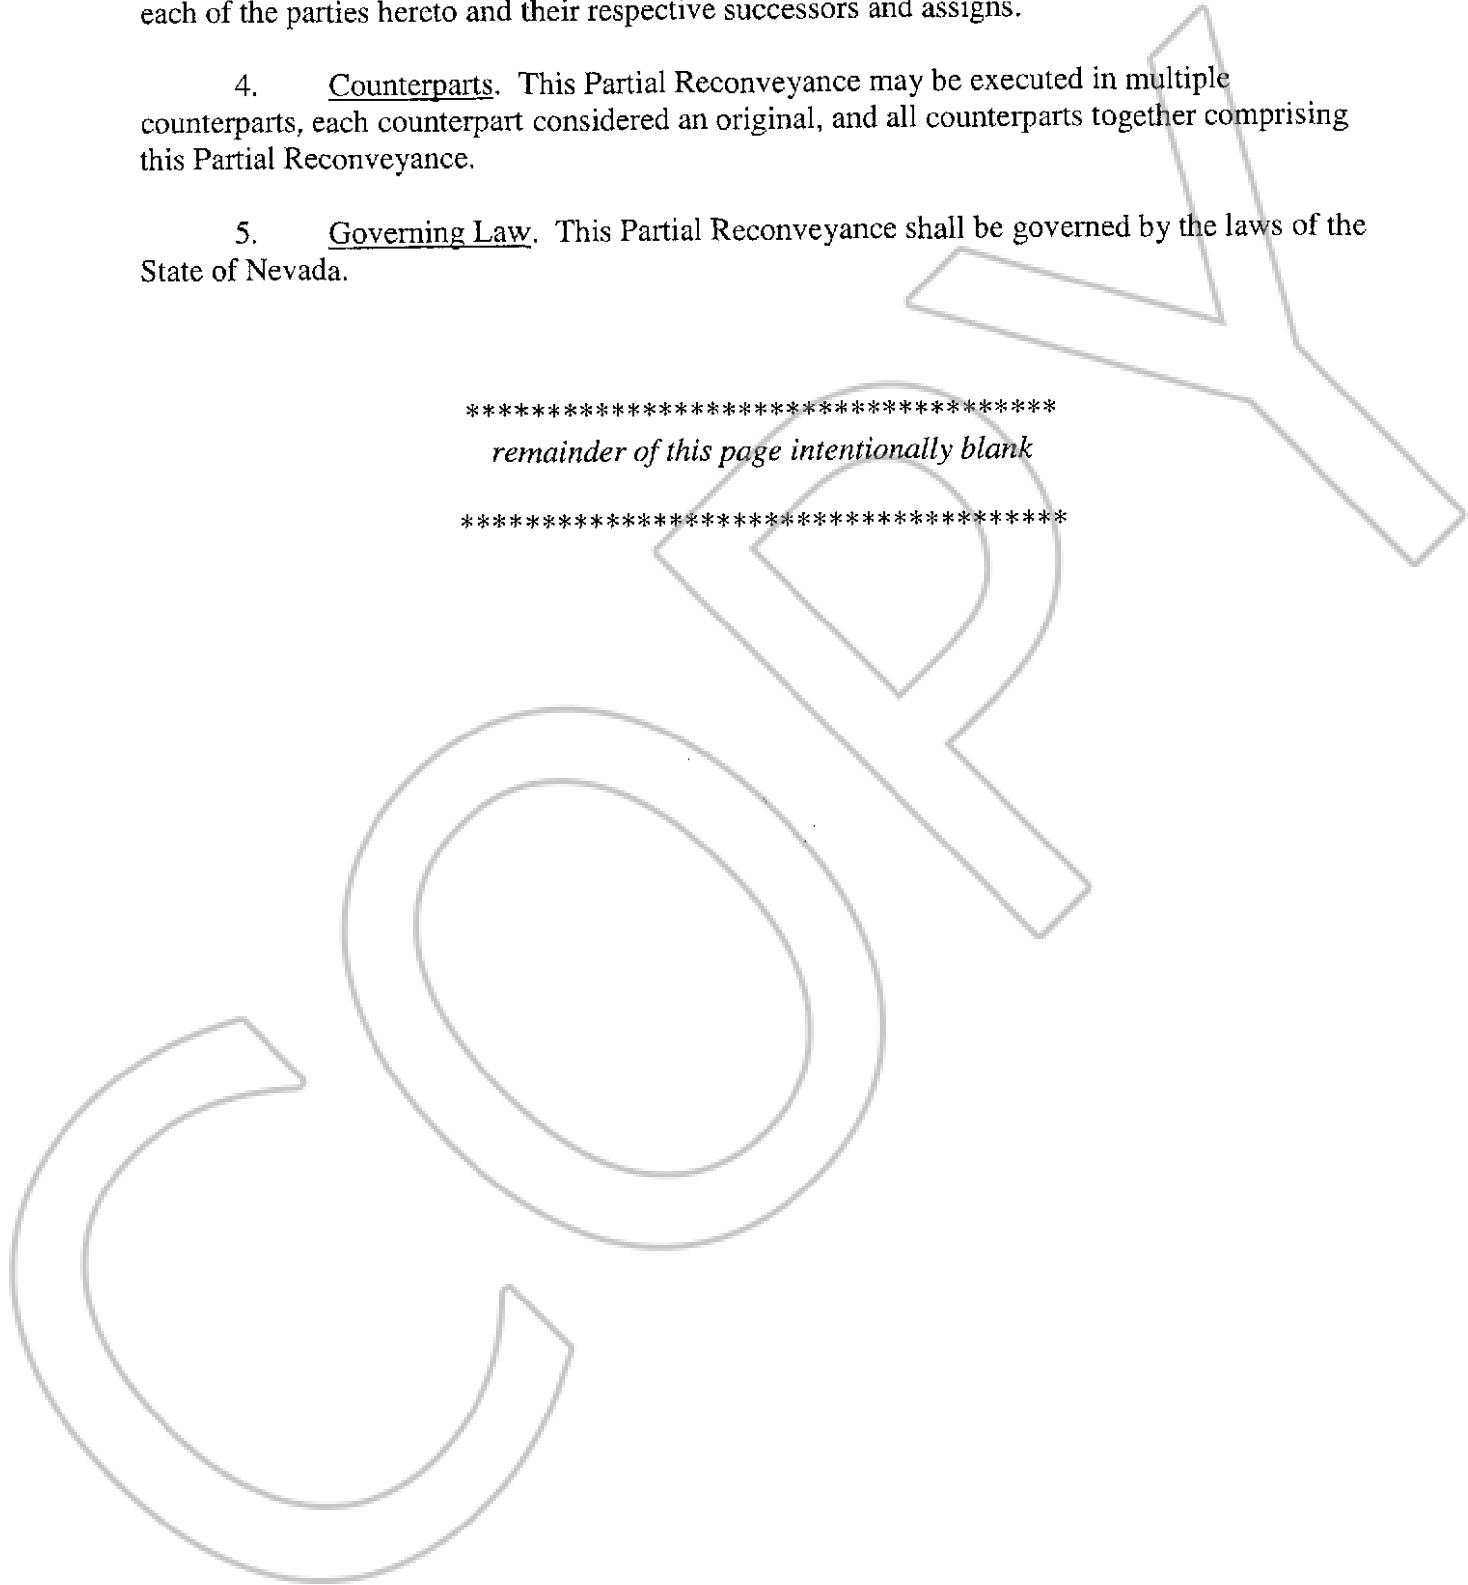 each of the parties hereto and their respective successors and assigns.
4. Counterparts. This Partial Reconveyance may be executed in multiple
counterparts, each counterpart considered an original, and all counterparts together comprising
this Partial Reconveyance.
5. Governing Law. This Partial Reconveyance shall be governed by the laws of the
State of Nevada.
*************************************
remainder of this page intentionally blank
**************************************
COPY